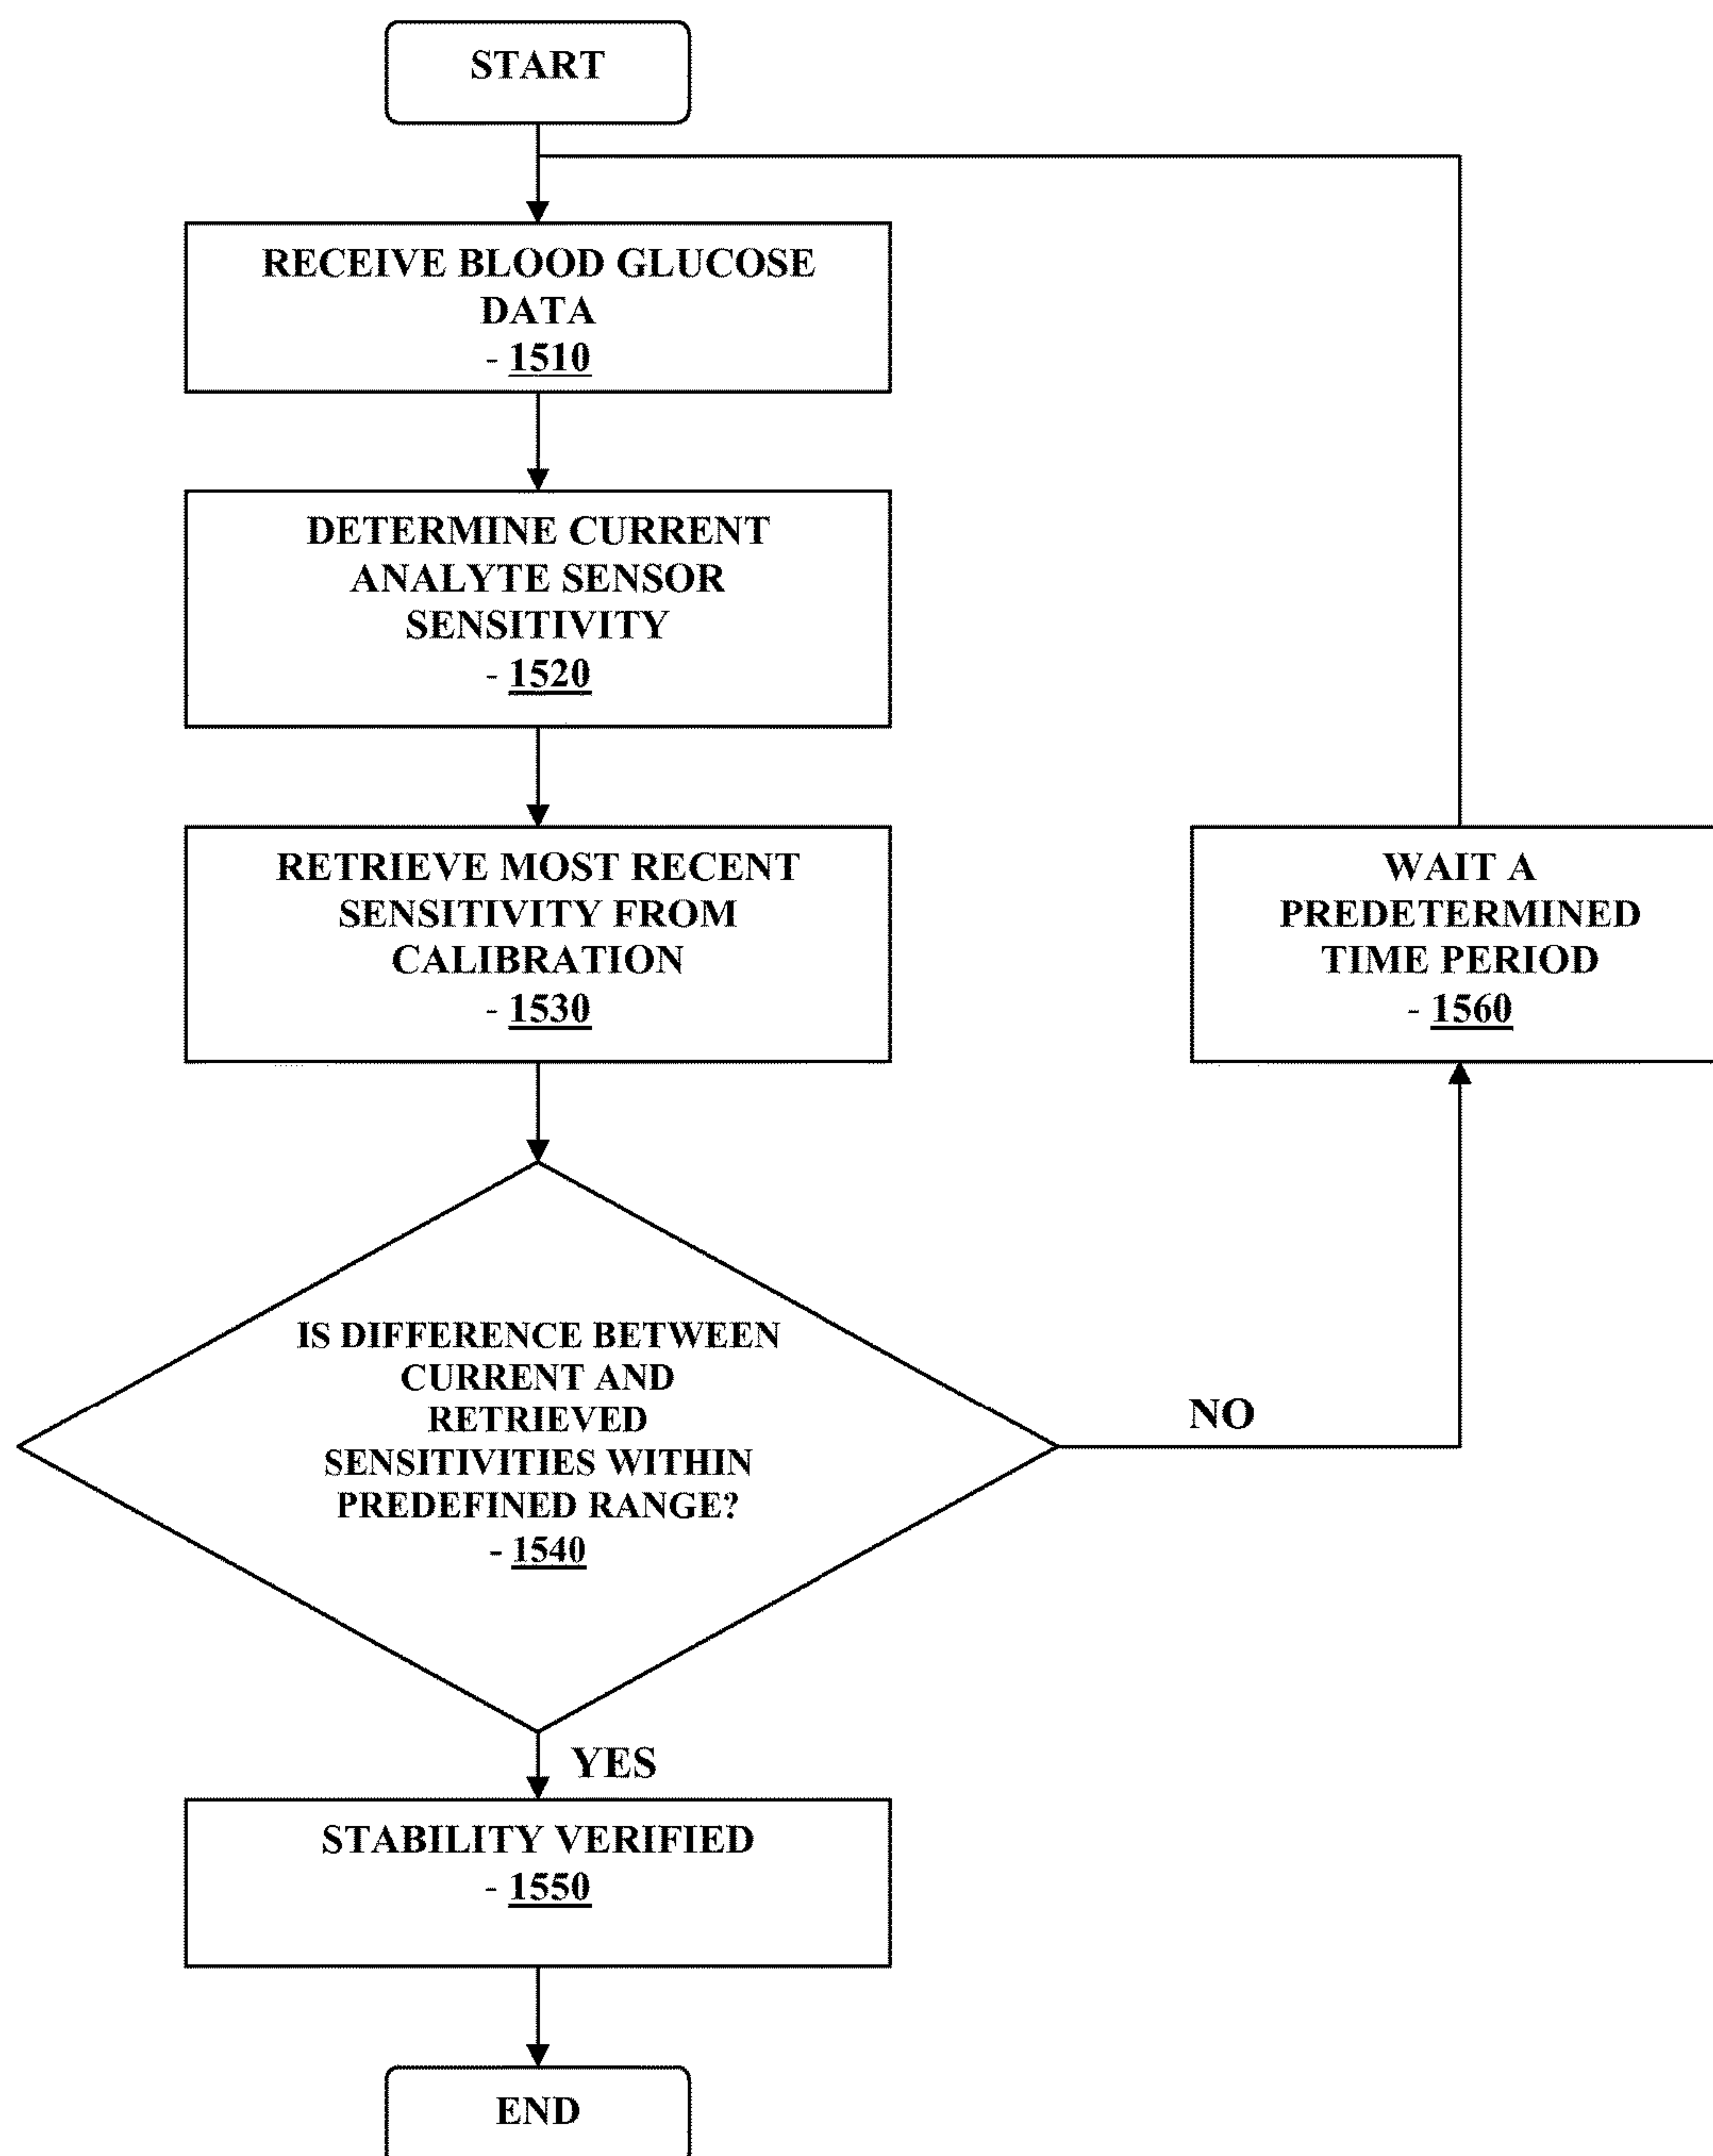 START
RECEIVE BLOOD GLUCOSE
DATA
- 1510
DETERMINE CURRENT
ANALYTE SENSOR
SENSITIVITY
- 1520
RETRIEVE MOST RECENT
SENSITIVITY FROM
CALIBRATION
- 1530
WAIT A
PREDETERMINED
TIME PERIOD
- 1560
IS DIFFERENCE BETWEEN
CURRENT AND
RETRIEVED
SENSITIVITIES WITHIN
PREDEFINED RANGE?
- 1540
NO
YES
STABILITY VERIFIED
- 1550
END